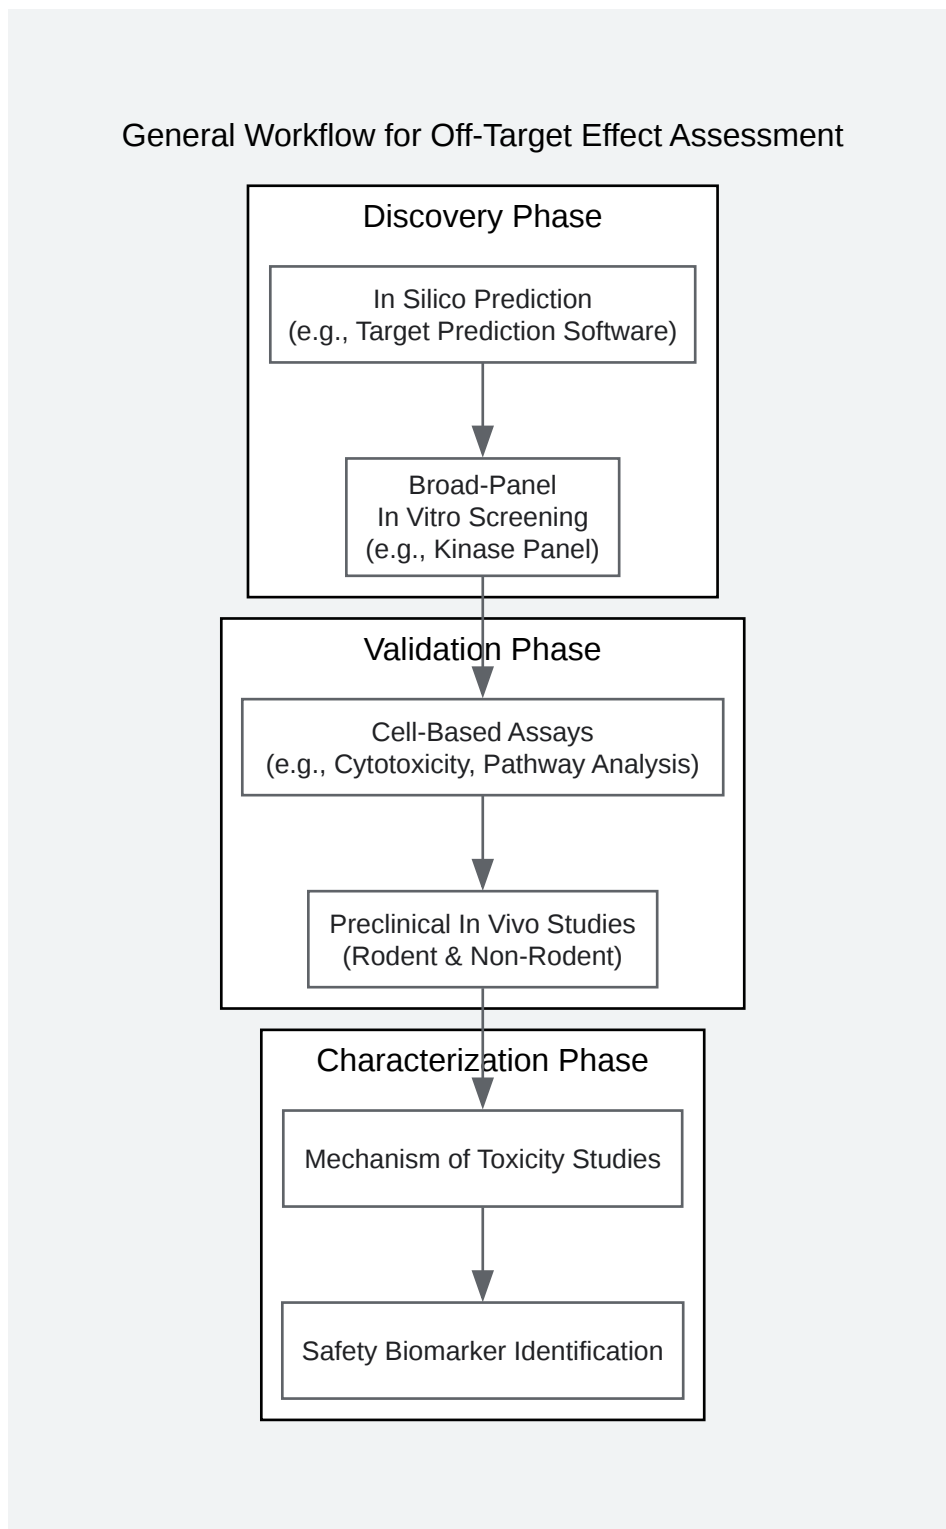 General Workflow for Off-Target Effect Assessment
Discovery Phase
In Silico Prediction
(e.g., Target Prediction Software)
Broad-Panel
In Vitro Screening
(e.g., Kinase Panel)
Validation Phase
Cell-Based Assays
(e.g., Cytotoxicity, Pathway Analysis)
Preclinical In Vivo Studies
(Rodent & Non-Rodent)
Characterization Phase
Mechanism of Toxicity Studies
Safety Biomarker Identification